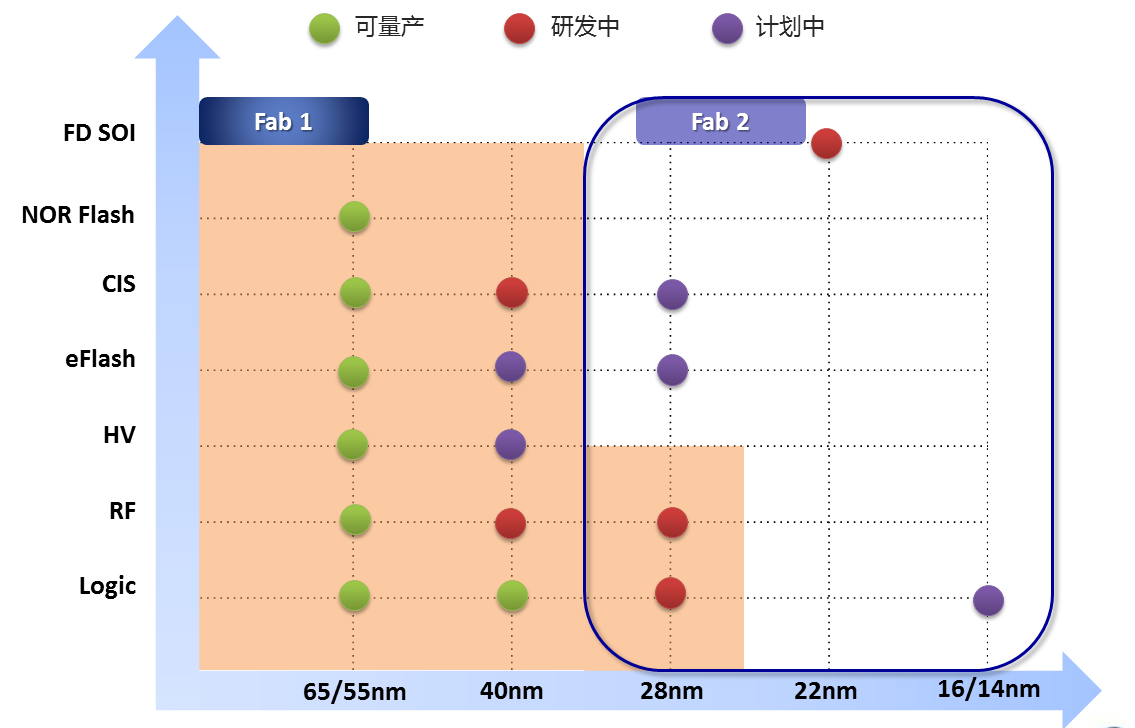 可量产 研发中 计划中
Fab 1 Fab 2
FD SOI
NOR Flash
CIS
eFlash
HV
RF
Logic
65/55nm 40nm 28nm 22nm 16/14nm